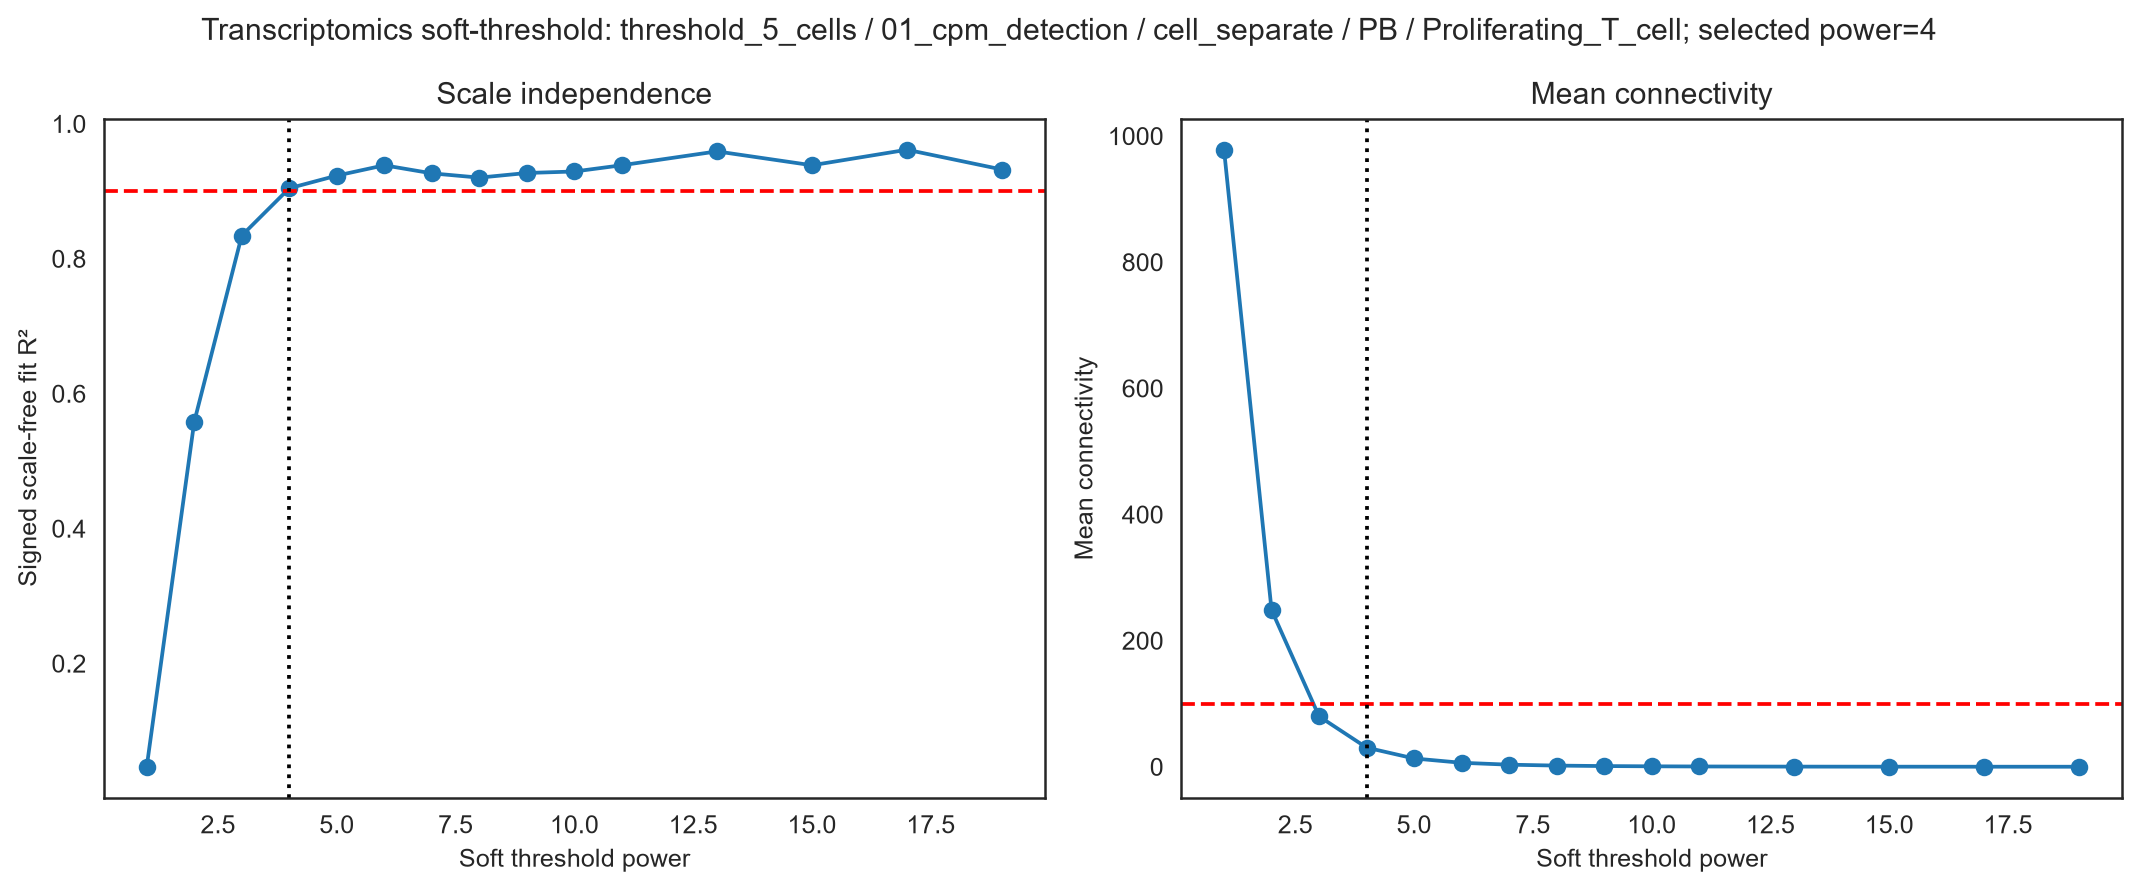 Transcriptomics soft-threshold: threshold_5_cells / 01_cpm_detection / cell_separate / PB / Proliferating_T_cell; selected power=4
Scale independence
1.0
0.8
0.6
0.4
0.2
Signed scale-free fit R²
2.5 5.0 7.5 10.0 12.5 15.0 17.5
Soft threshold power
Mean connectivity
1000
800
600
400
200
0
Mean connectivity
2.5 5.0 7.5 10.0 12.5 15.0 17.5
Soft threshold power